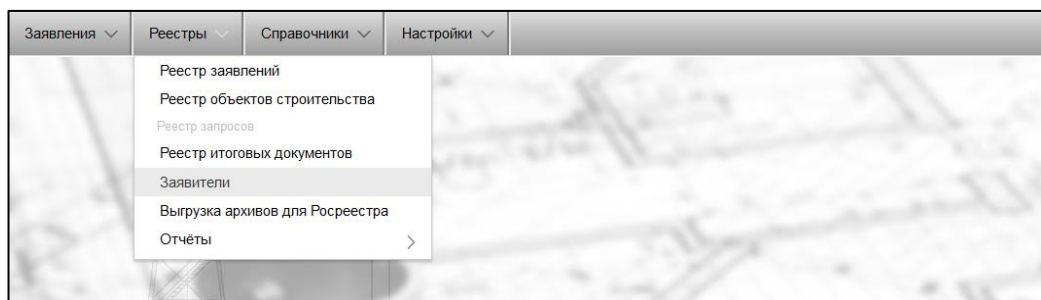 Заявления Реестры Справочники Настройки
Реестр заявлений
Реестр объектов строительства
Реестр запросов
Реестр итоговых документов
Заявители
Выгрузка архивов для Росреестра
Отчёты